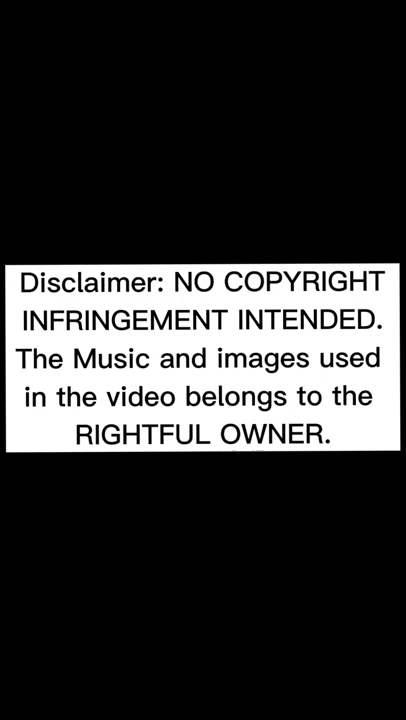 Disclaimer: NO COPYRIGHT
INFRINGEMENT INTENDED.
The Music and images used
in the video belongs to the
RIGHTFUL OWNER.